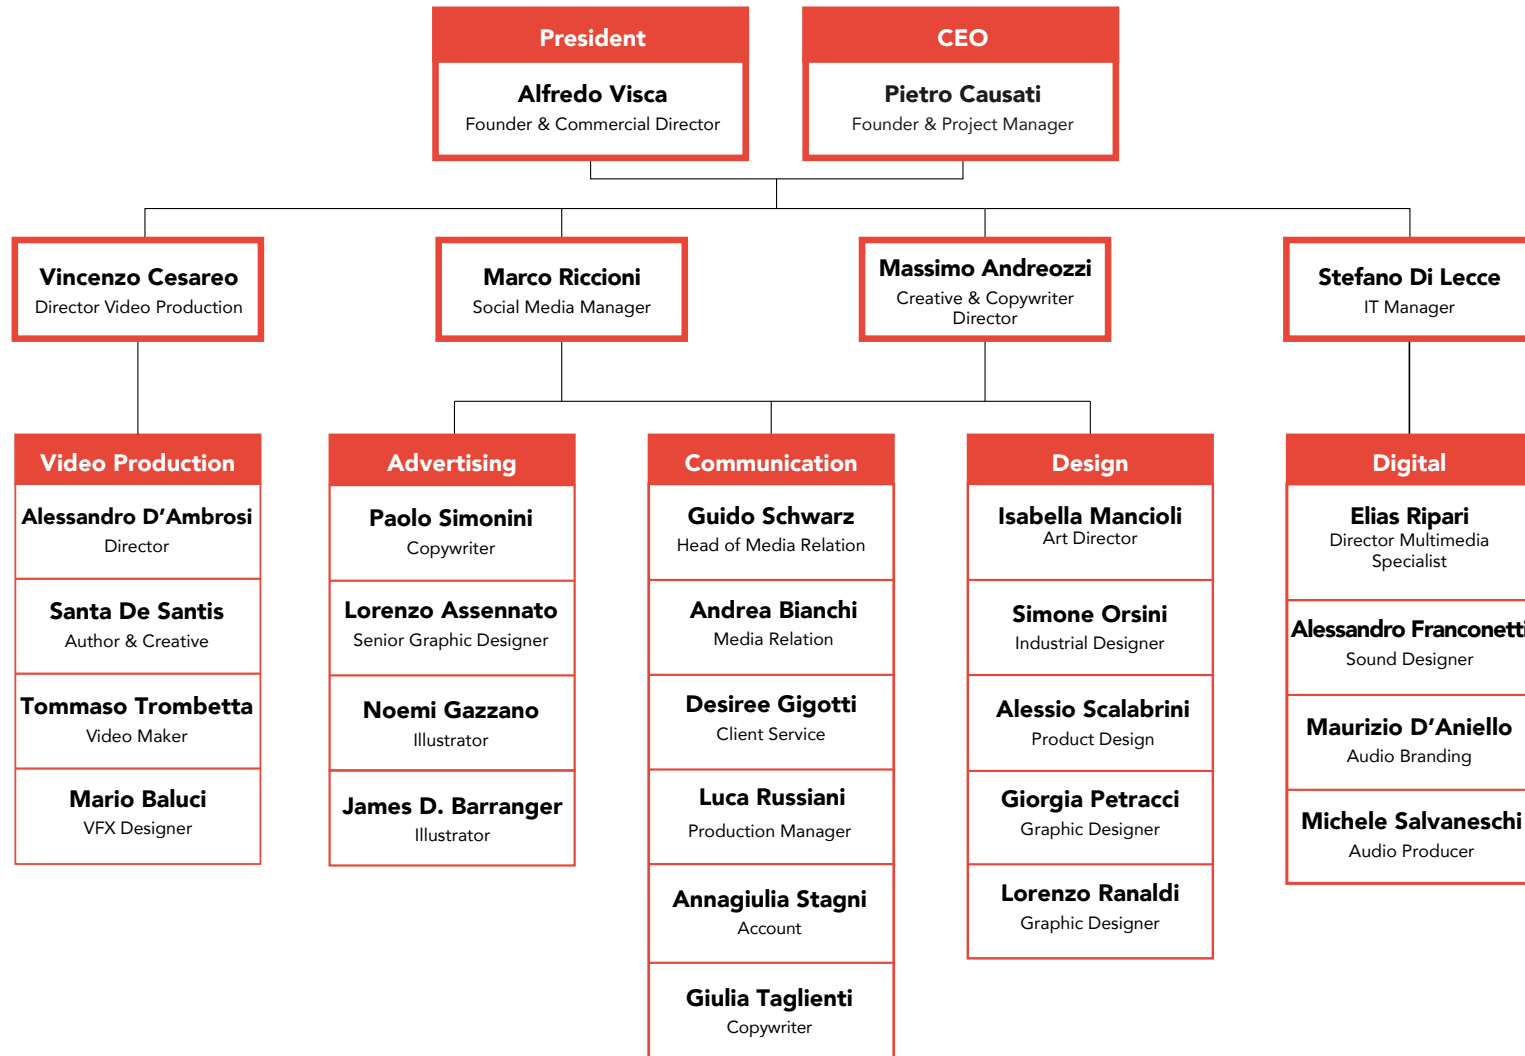 President
Alfredo Visca
Founder & Commercial Director
CEO
Pietro Causati
Founder & Project Manager
Vincenzo Cesareo
Director Video Production
Marco Riccioni
Social Media Manager
Massimo Andreozzi
Creative & Copywriter
Director
Stefano Di Lecce
IT Manager
Video Production
Alessandro D’Ambrosi
Director
Santa De Santis
Author & Creative
Tommaso Trombetta
Video Maker
Mario Baluci
VFX Designer
Advertising
Paolo Simonini
Copywriter
Lorenzo Assennato
Senior Graphic Designer
Noemi Gazzano
Illustrator
James D. Barranger
Illustrator
Communication
Guido Schwarz
Head of Media Relation
Andrea Bianchi
Media Relation
Desiree Gigotti
Client Service
Luca Russiani
Production Manager
Annagiulia Stagni
Account
Giulia Taglienti
Copywriter
Design
Isabella Mancioli
Art Director
Simone Orsini
Industrial Designer
Alessio Scalabrini
Product Design
Giorgia Petracci
Graphic Designer
Lorenzo Ranaldi
Graphic Designer
Digital
Elias Ripari
Director Multimedia
Specialist
Alessandro Franconetti
Sound Designer
Maurizio D’Aniello
Audio Branding
Michele Salvaneschi
Audio Producer